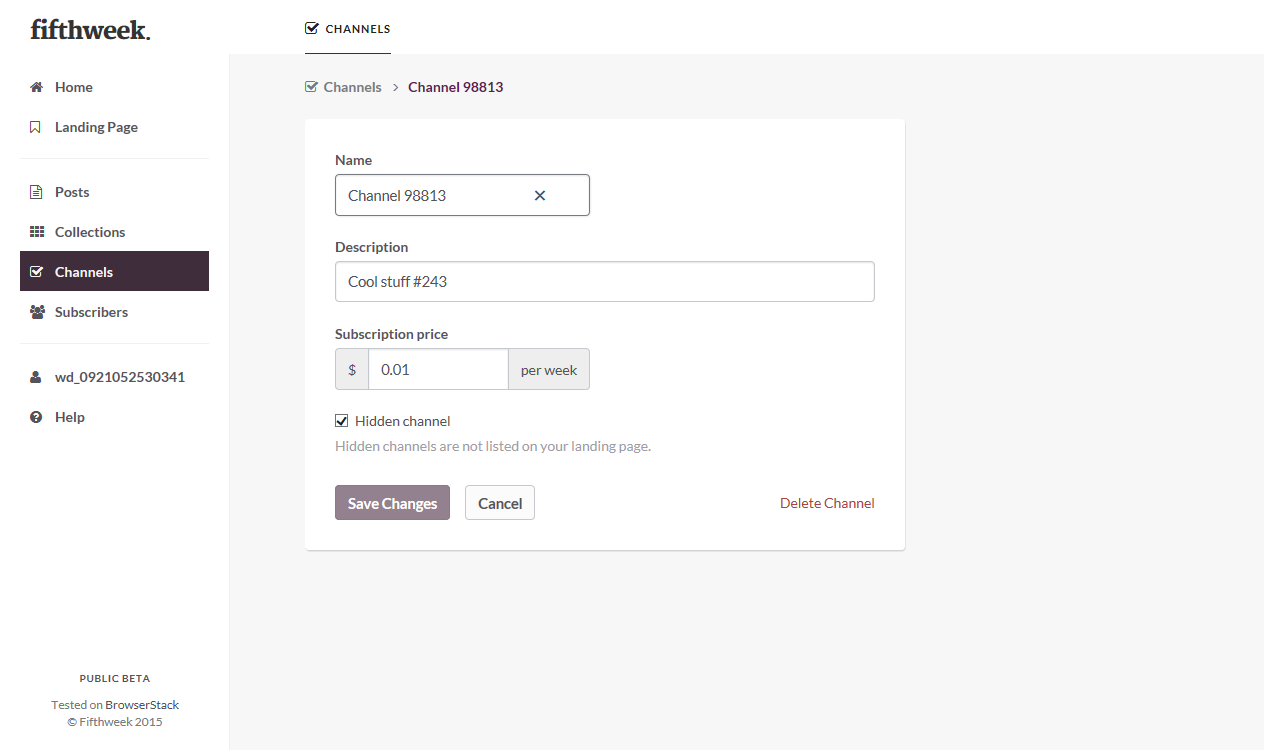 fifthweek.
CHANNELS
Home
Landing Page
Posts
Collections
Channels
Subscribers
wd_0921052530341
Help
PUBLIC BETA
Tested on BrowserStack
© Fifthweek 2015
Channels > Channel 98813
Name
Channel 98813 ✕
Description
Cool stuff #243
Subscription price
$ 0.01 per week
Hidden channel
Hidden channels are not listed on your landing page.
Save Changes Cancel Delete Channel